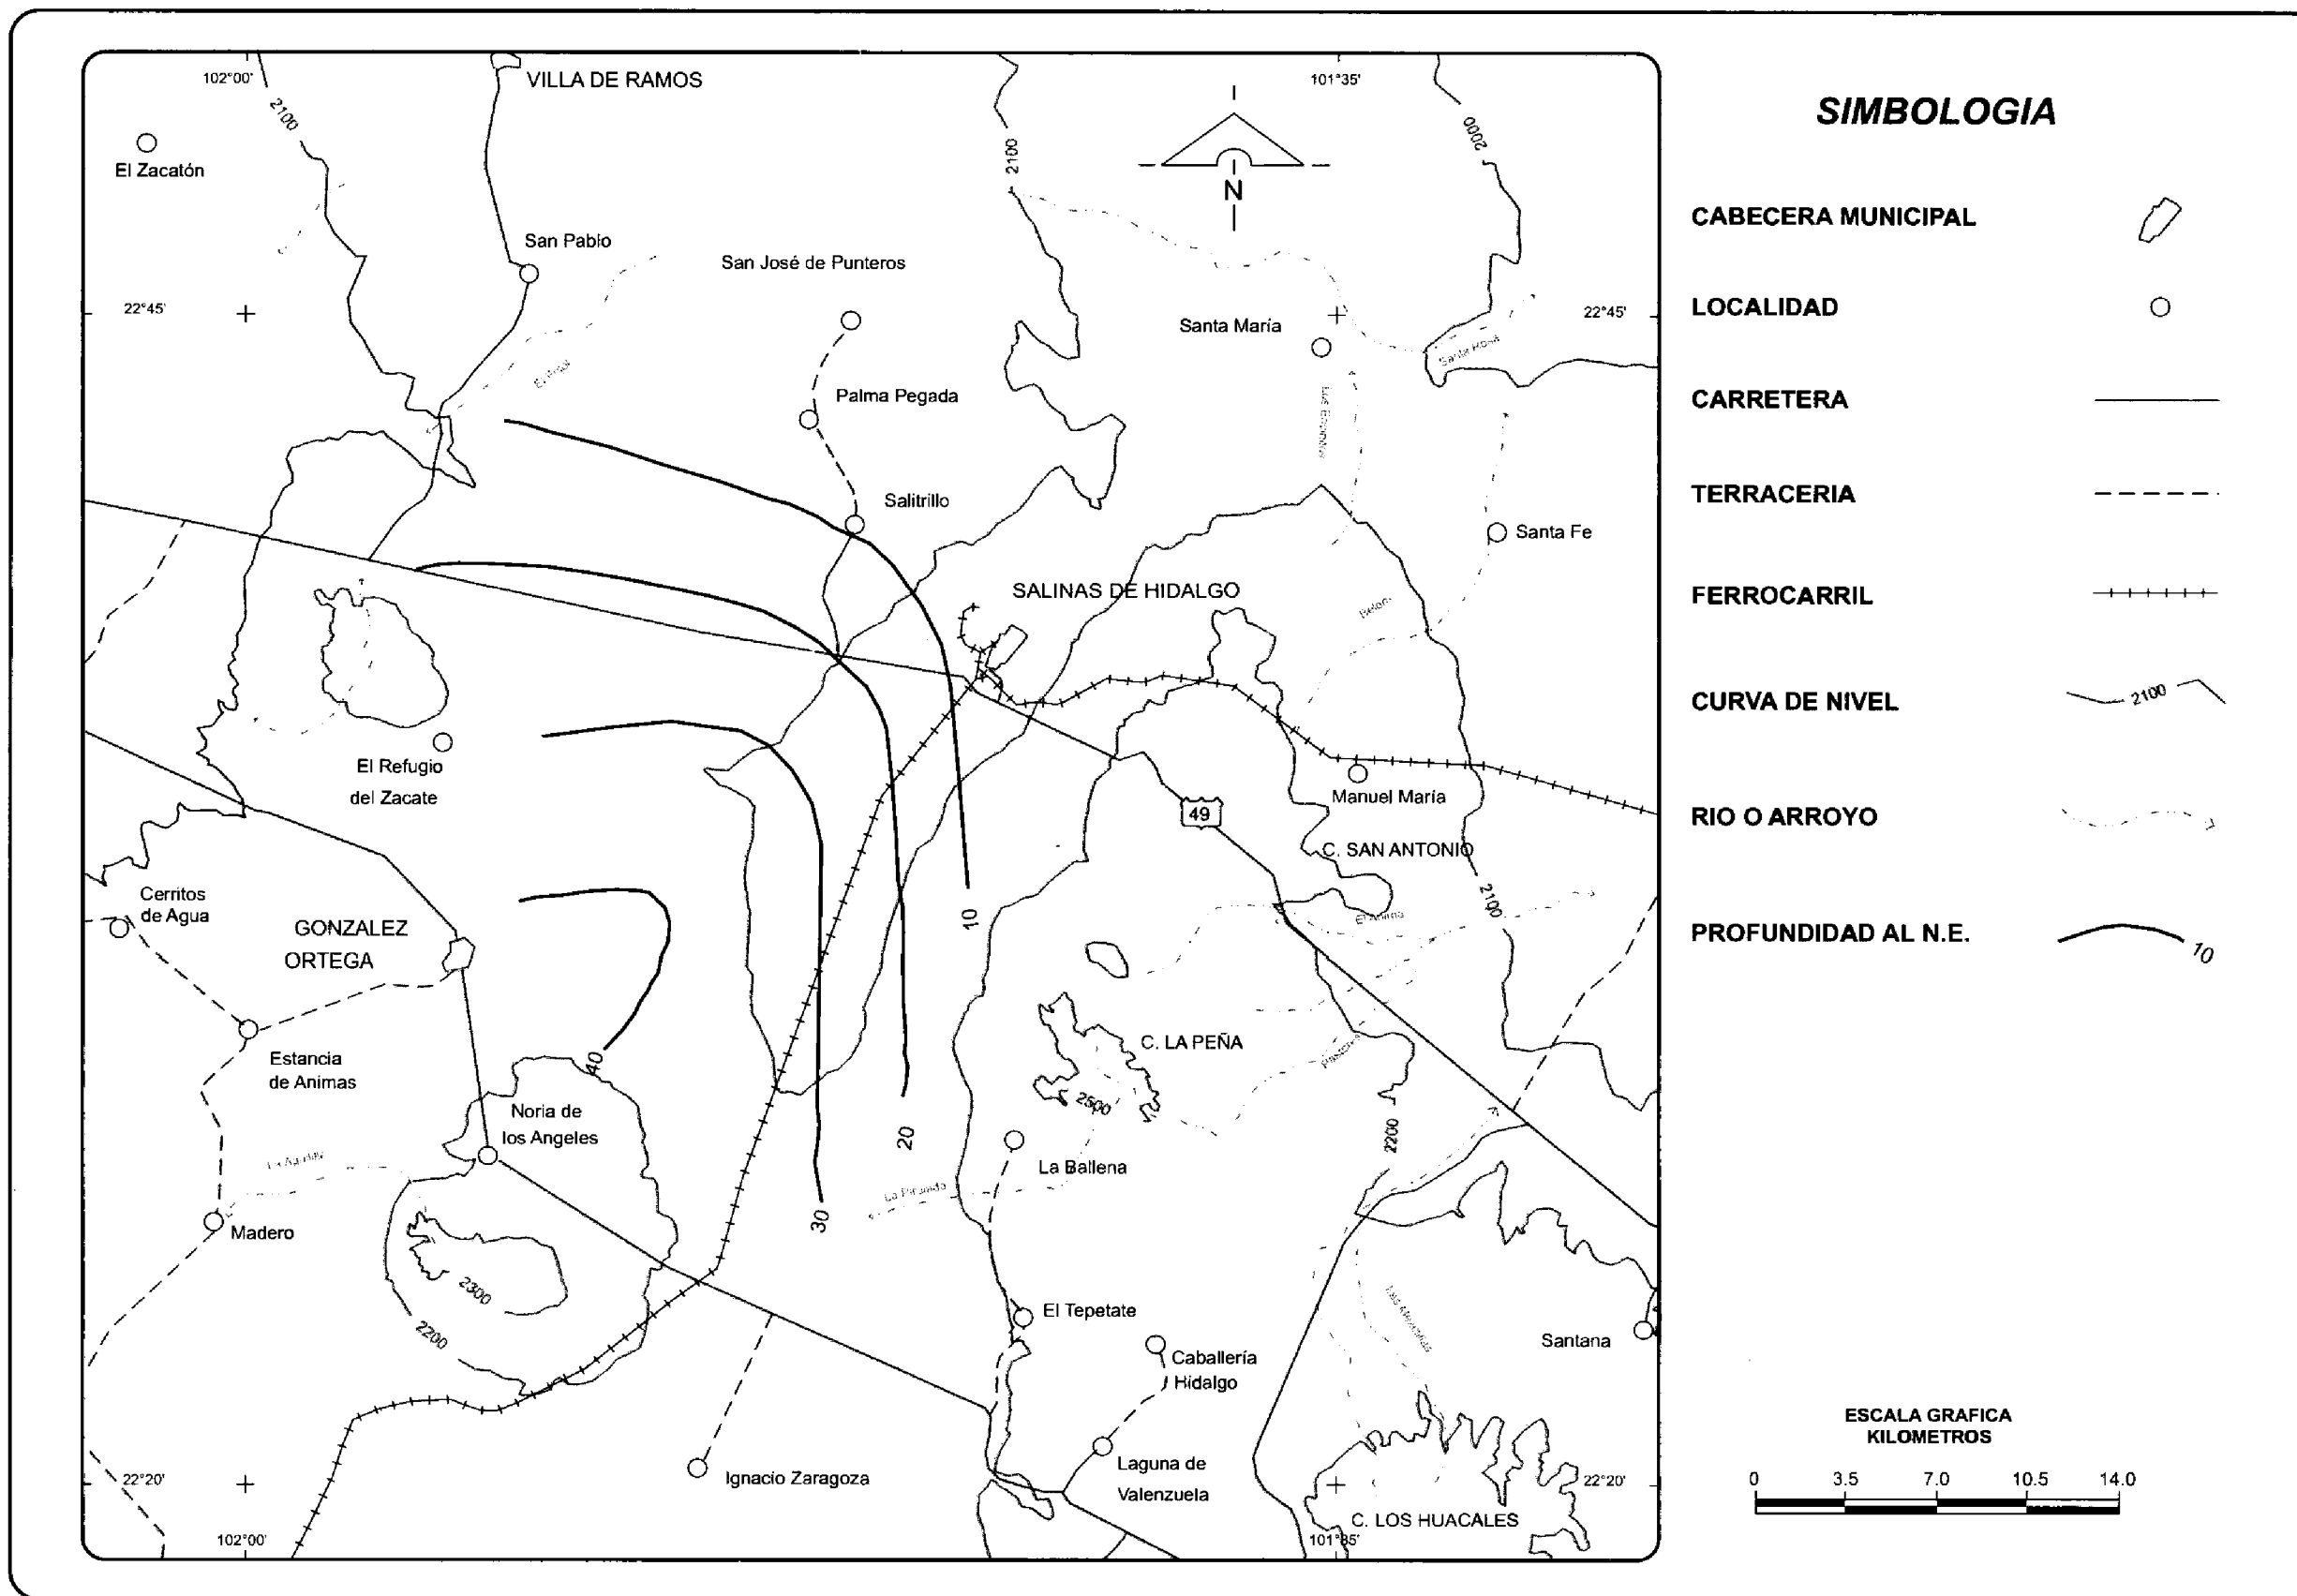 102°00'
VILLA DE RAMOS
101°35'
2100
2100
2000
El Zacatón
N
San Pablo
San José de Punteros
22°45'
Santa María
22°45'
Santa Rosa
Palma Pegada
Salitrillo
Santa Fe
SALINAS DE HIDALGO
El Refugio
del Zacate
Manuel María
49
C. SAN ANTONIO
Cerritos
de Agua
GONZALEZ
ORTEGA
2100
10
C. LA PEÑA
Estancia
de Animas
40
2500
Noria de
los Angeles
20
2200
La Ballena
30
Madero
2300
2200
El Tepetate
Caballería
Hidalgo
Santana
Ignacio Zaragoza
Laguna de
Valenzuela
22°20'
22°20'
C. LOS HUACALES
102°00'
101°35'
SIMBOLOGIA
CABECERA MUNICIPAL
LOCALIDAD
CARRETERA
TERRACERIA
FERROCARRIL
CURVA DE NIVEL
2100
RIO O ARROYO
PROFUNDIDAD AL N.E.
10
ESCALA GRAFICA
KILOMETROS
0 3.5 7.0 10.5 14.0